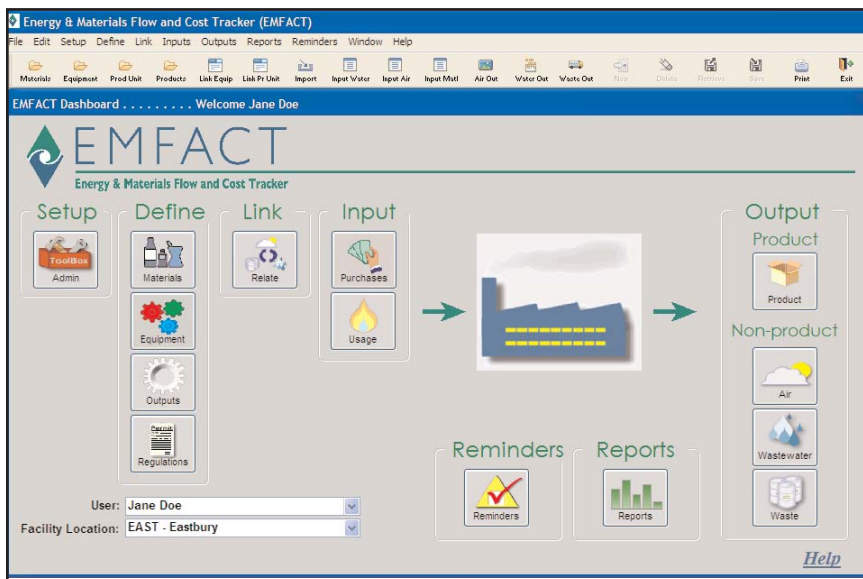 Energy & Materials Flow and Cost Tracker (EMFACT)
File Edit Setup Define Link Inputs Outputs Reports Reminders Window Help
Materials Equipment Prod Unit Products Link Equip Link Pr Unit Import Input Water Input Air Input Matl Air Out Water Out Waste Out New Delete Retrieve Save Print Exit
EMFACT Dashboard . . . . . . . . . Welcome Jane Doe
EMFACT
Energy & Materials Flow and Cost Tracker
Setup Define Link Input Output
Product
ToolBox
Admin Materials Relate Purchases Product
Non-product
Equipment Usage
Air
Outputs
Permit
Regulations
Reminders Reports
Wastewater
Reminders Reports Waste
User: Jane Doe
Facility Location: EAST - Eastbury
Help